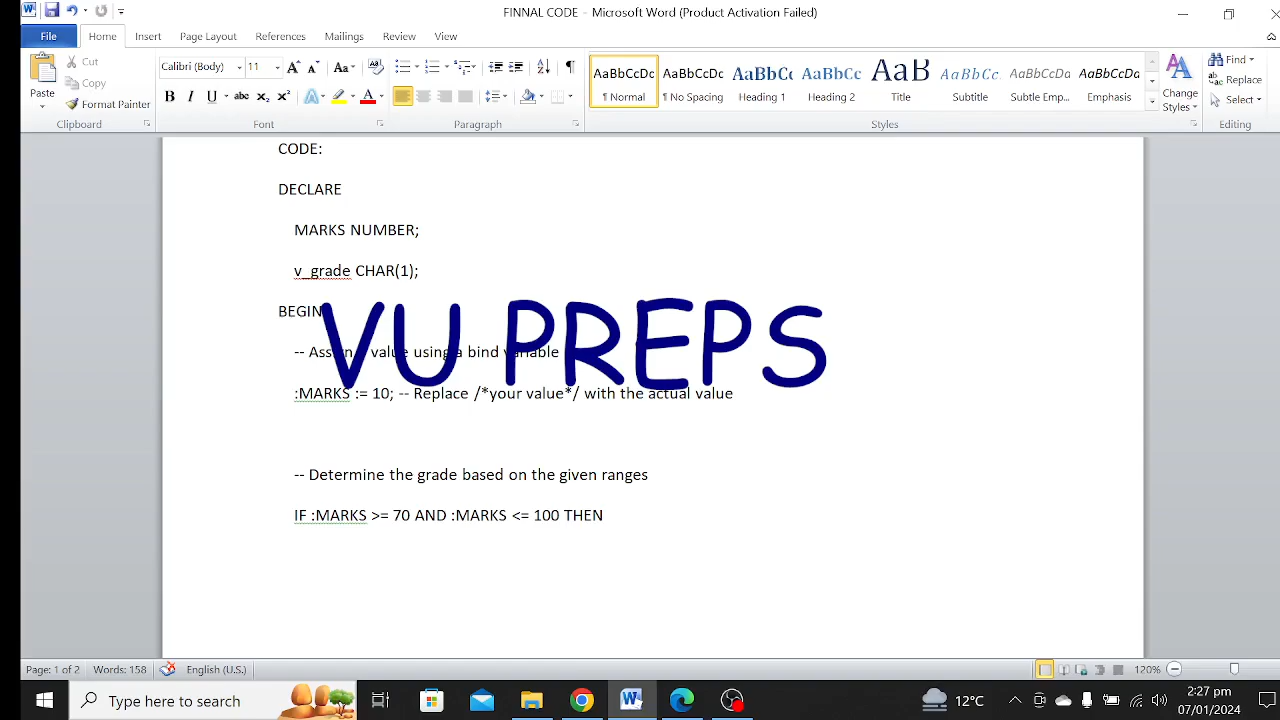 FINNAL CODE - Microsoft Word (Product Activation Failed)
File Home Insert Page Layout References Mailings Review View
Paste
Cut
Copy
Format Painter
Clipboard
Calibri (Body) 11
Font
Paragraph
AaBbCcDc AaBbCcDc AaBbCc AaBbCc AaB AaBbCc. AaBbCcDa AaBbCcDa
¶ Normal ¶ No Spacing Heading 1 Heading 2 Title Subtitle Subtle Emp... Emphasis
Styles
Change Styles
Find
Replace
Select
Editing
CODE:
DECLARE
MARKS NUMBER;
v_grade CHAR(1);
BEGIN
VU PREPS
-- Assign a value using a bind variable
:MARKS := 10; -- Replace /*your value*/ with the actual value
-- Determine the grade based on the given ranges
IF :MARKS >= 70 AND :MARKS <= 100 THEN
Page: 1 of 2 Words: 158 English (U.S.) 120%
Type here to search 12°C 2:27 pm
07/01/2024